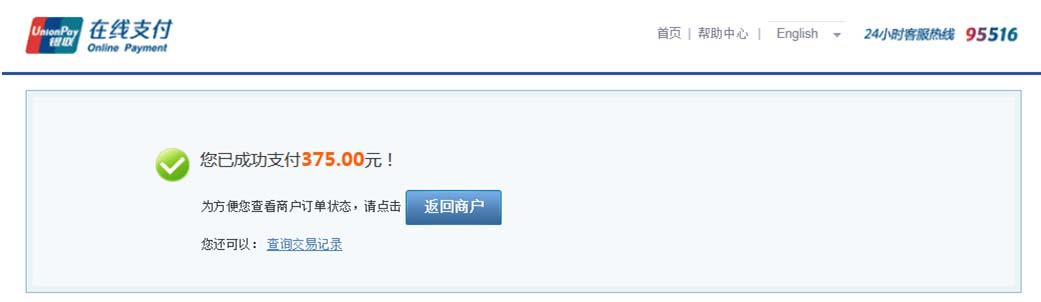 UnionPay 银联 在线支付
Online Payment
首页 | 帮助中心 | English 24小时客服热线 95516
您已成功支付375.00元！
为方便您查看商户订单状态，请点击 返回商户
您还可以： 查询交易记录